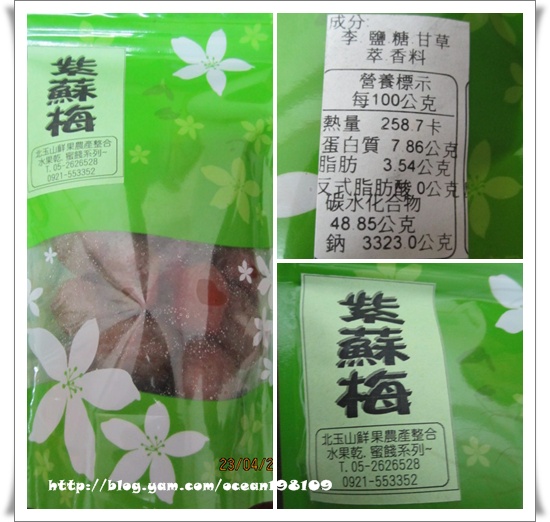 紫蘇梅
北玉山鮮果農產整合
水果乾.蜜餞系列-
T.05-2626528
0921-553352
23/04/2
http://blog.yam.com/ocean198109
成分:
李.鹽.糖.甘草
萃.香料
營養標示
每100公克
熱量 258.7卡
蛋白質 7.86公克
脂肪 3.54公克
反式脂肪酸 0公克
碳水化合物
48.85公克
鈉 3323 0公克
紫蘇梅
北玉山鮮果農產整合
水果乾.蜜餞系列-
T.05-2626528
0921-553352